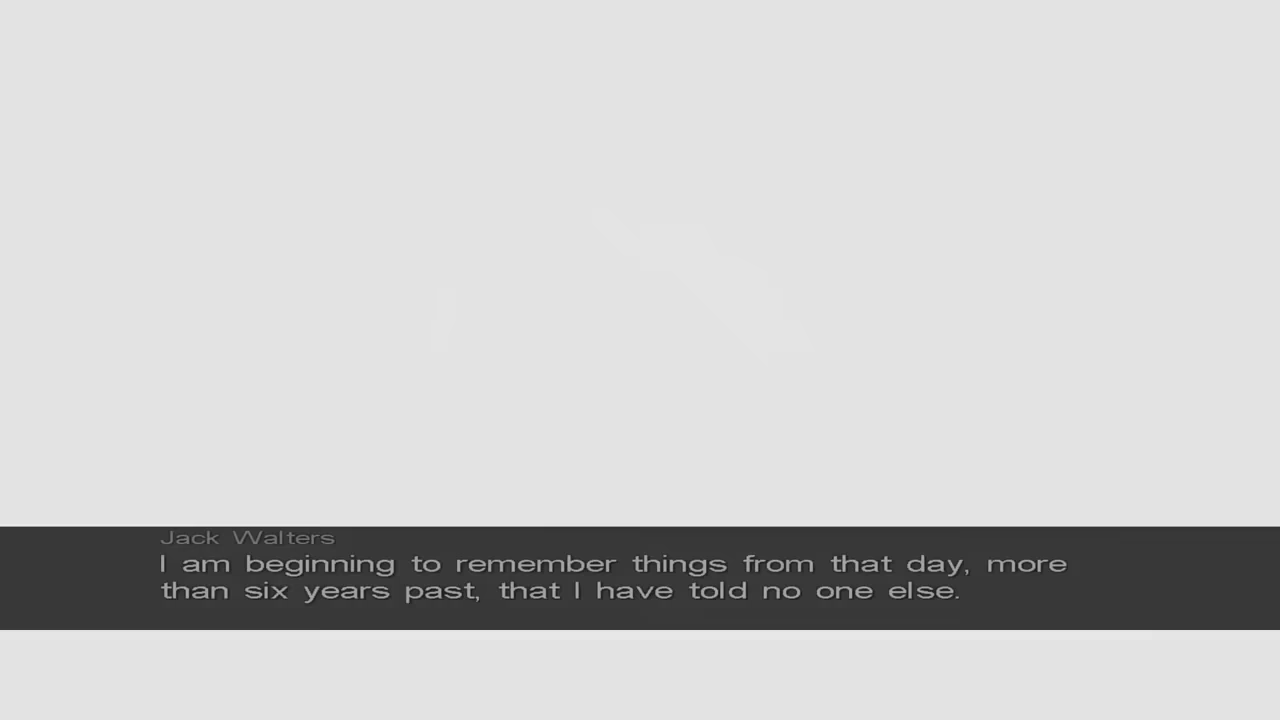 Jack Walters
I am beginning to remember things from that day, more
than six years past, that I have told no one else.